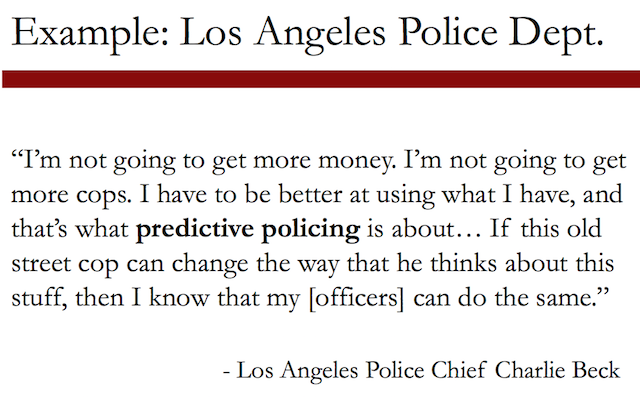 Example: Los Angeles Police Dept.
“I’m not going to get more money. I’m not going to get
more cops. I have to be better at using what I have, and
that’s what predictive policing is about… If this old
street cop can change the way that he thinks about this
stuff, then I know that my [officers] can do the same.”
- Los Angeles Police Chief Charlie Beck